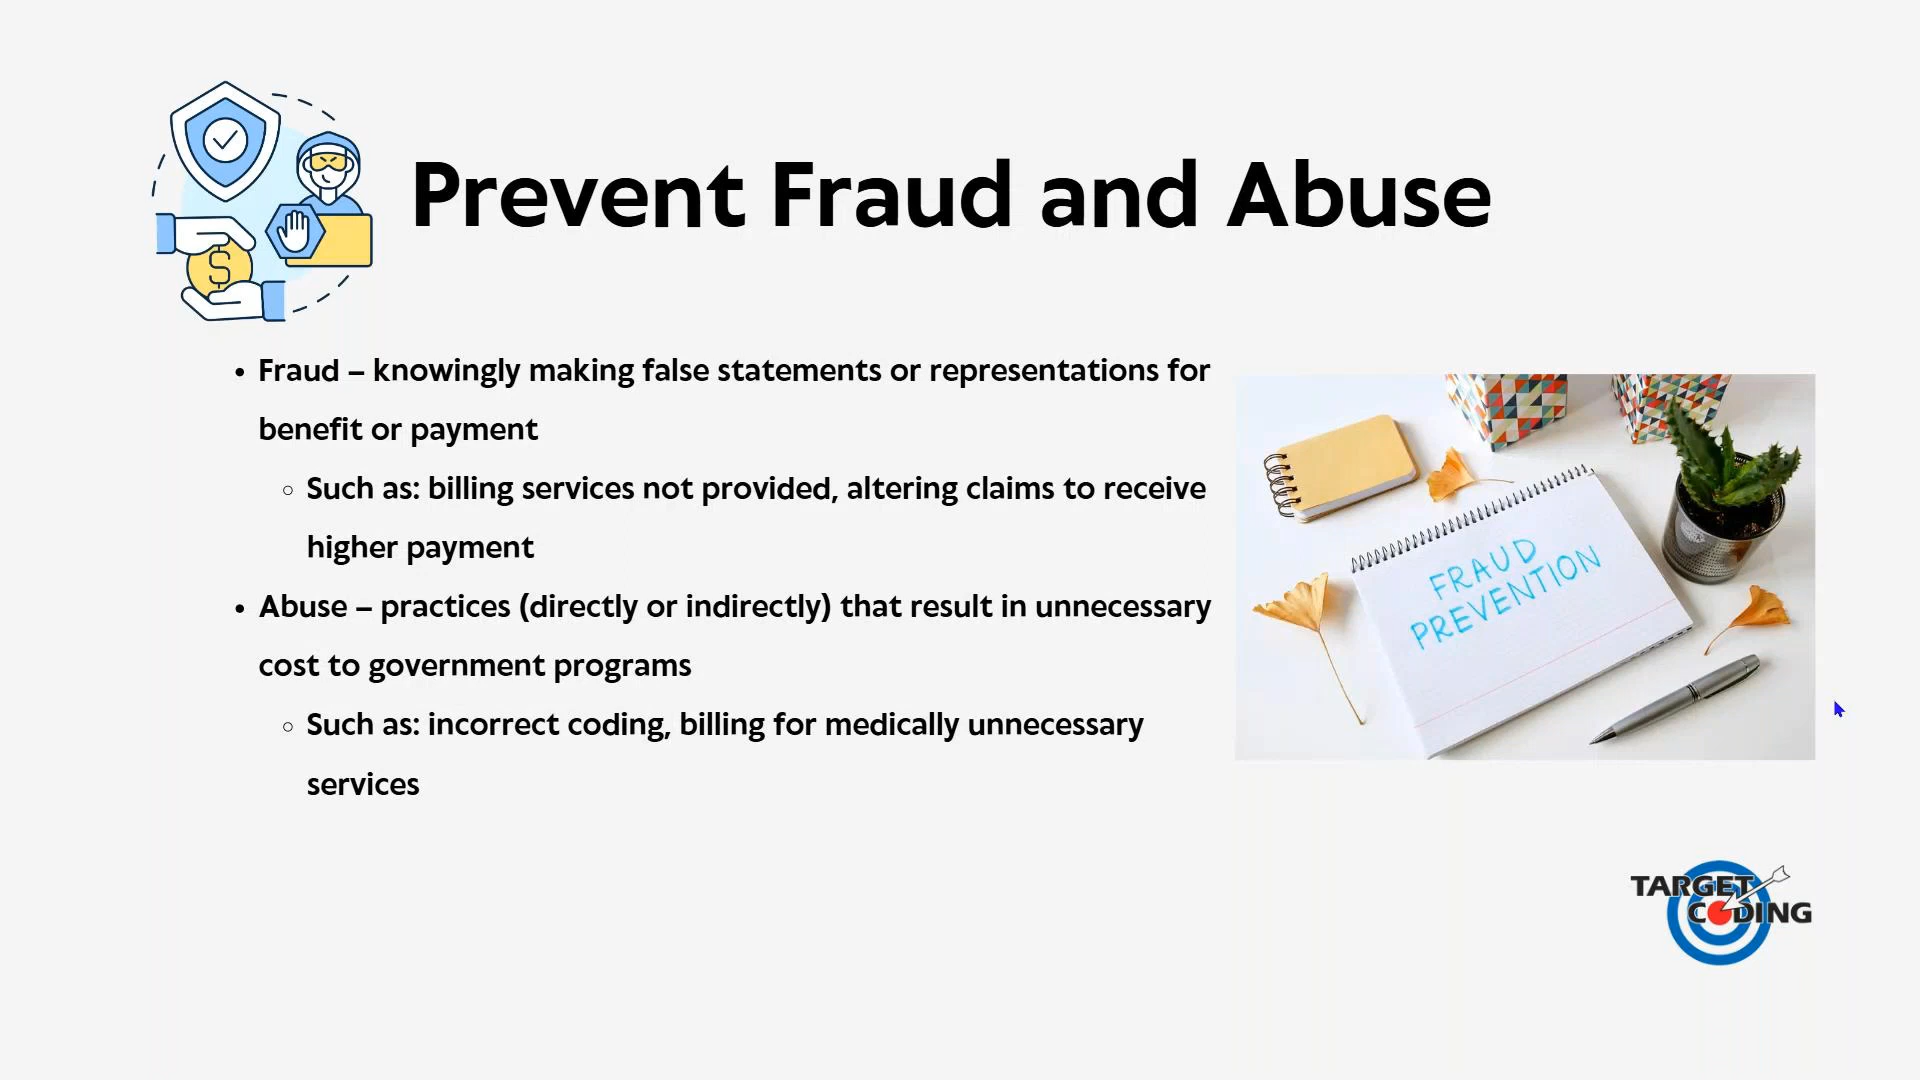 Prevent Fraud and Abuse
• Fraud – knowingly making false statements or representations for
benefit or payment
◦ Such as: billing services not provided, altering claims to receive
higher payment
• Abuse – practices (directly or indirectly) that result in unnecessary
cost to government programs
◦ Such as: incorrect coding, billing for medically unnecessary
services
FRAUD
PREVENTION
TARGET
CODING